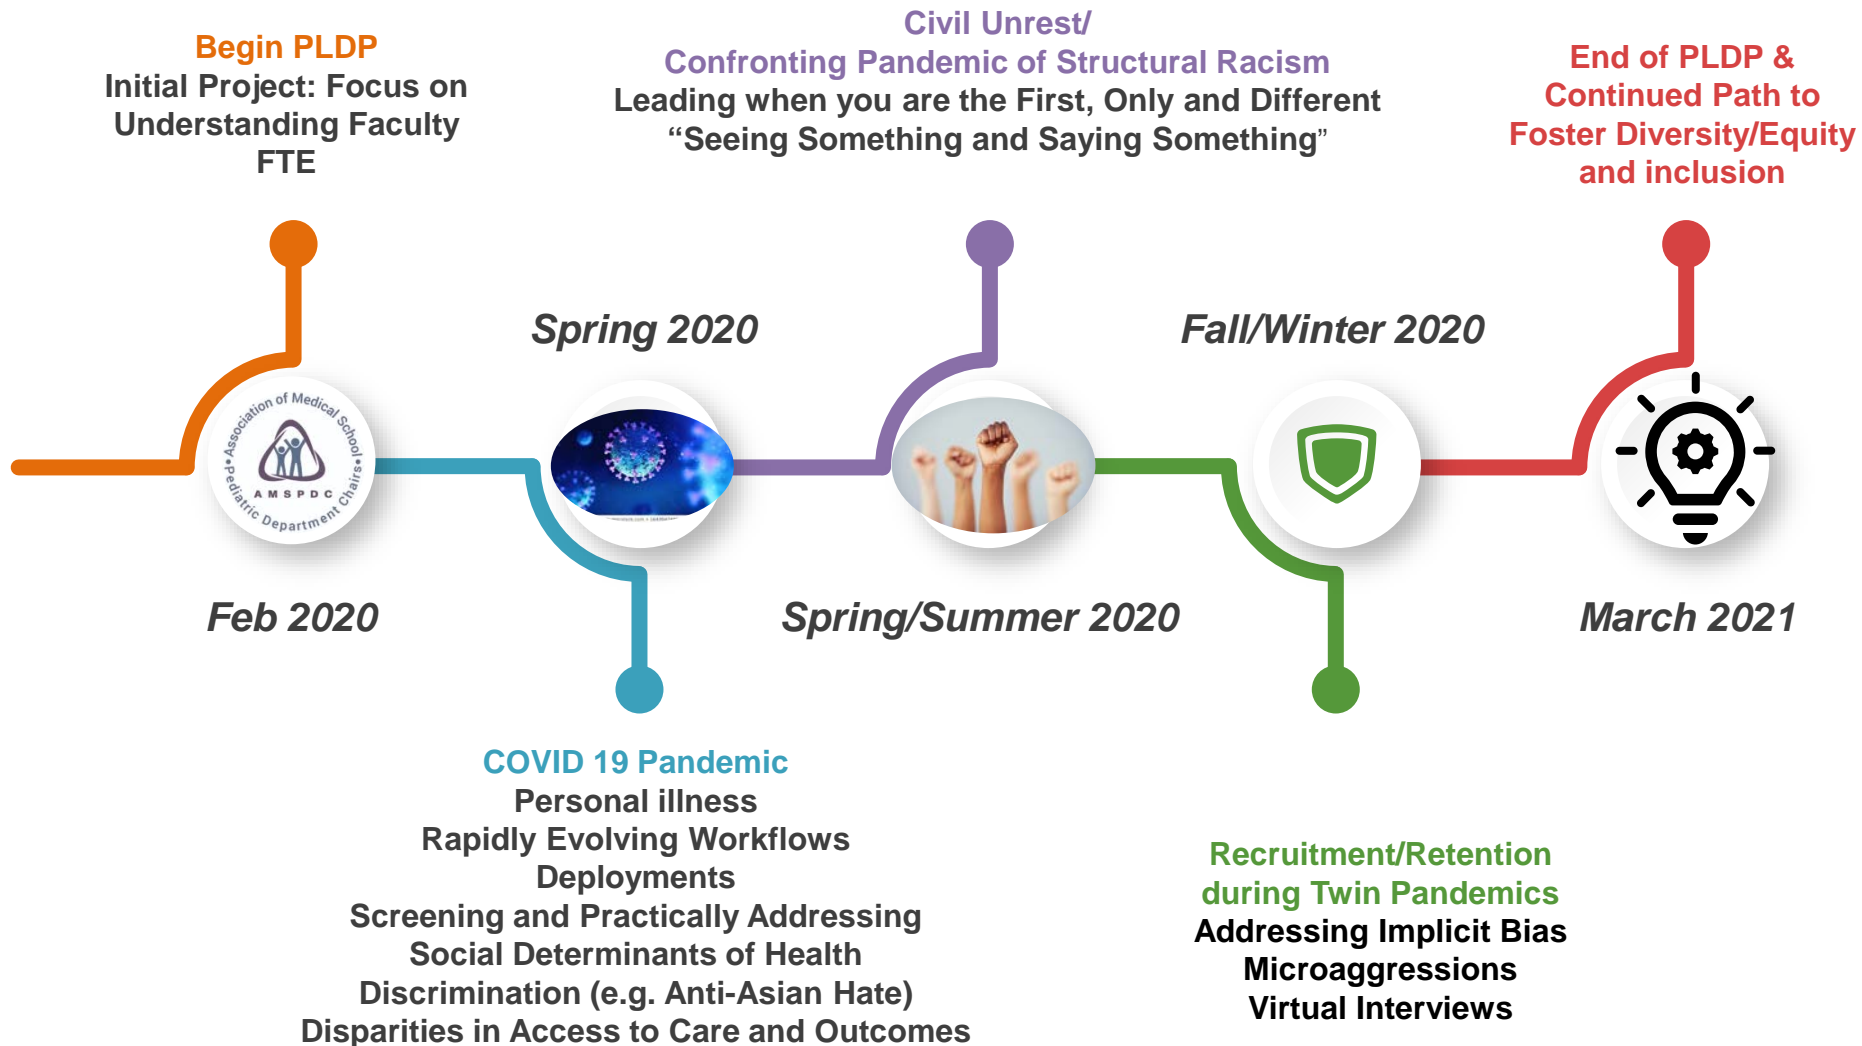 Begin PLDP
Initial Project: Focus on
Understanding Faculty
FTE
Civil Unrest/
Confronting Pandemic of Structural Racism
Leading when you are the First, Only and Different
“Seeing Something and Saying Something”
End of PLDP &
Continued Path to
Foster Diversity/Equity
and inclusion
Spring 2020
Fall/Winter 2020
Association of Medical School
Pediatric Department Chairs
AMSPDC
Feb 2020
Spring/Summer 2020
March 2021
COVID 19 Pandemic
Personal illness
Rapidly Evolving Workflows
Deployments
Screening and Practically Addressing
Social Determinants of Health
Discrimination (e.g. Anti-Asian Hate)
Disparities in Access to Care and Outcomes
Recruitment/Retention
during Twin Pandemics
Addressing Implicit Bias
Microaggressions
Virtual Interviews